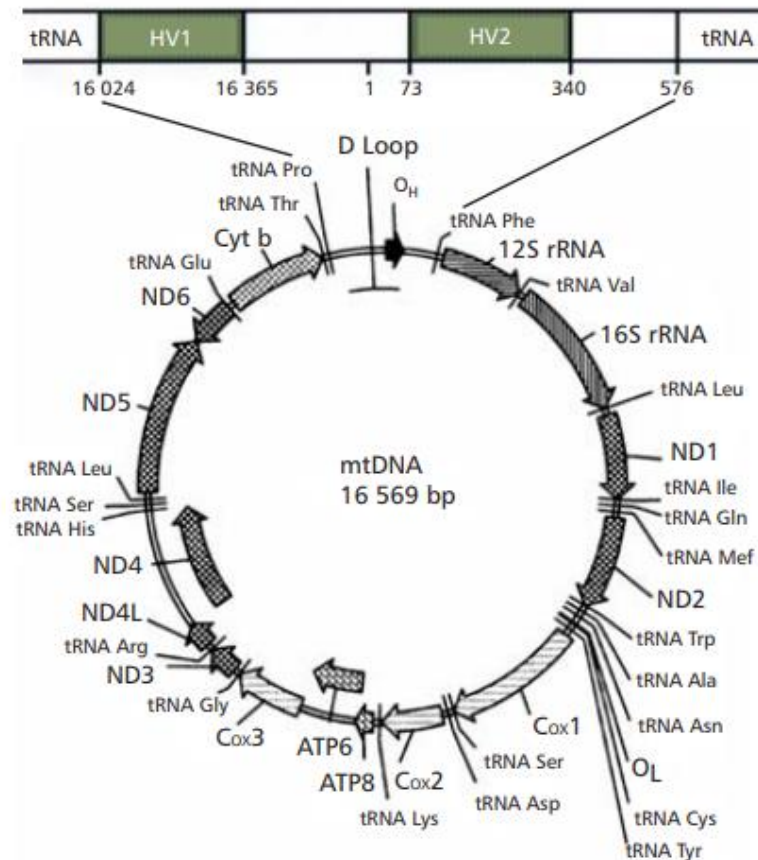 tRNA HV1 HV2 tRNA
16 024 16 365 1 73 340 576
D Loop
O_H
tRNA Pro
tRNA Thr
Cyt b
tRNA Glu
ND6
ND5
tRNA Leu
tRNA Ser
tRNA His
ND4
ND4L
tRNA Arg
ND3
tRNA Gly
Cox3
ATP6
ATP8
tRNA Lys
Cox2
tRNA Asp
tRNA Ser
Cox1
tRNA Tyr
tRNA Cys
O_L
tRNA Asn
tRNA Ala
tRNA Trp
ND2
tRNA Mef
tRNA Gln
tRNA Ile
ND1
tRNA Leu
16S rRNA
tRNA Val
12S rRNA
tRNA Phe
mtDNA
16 569 bp